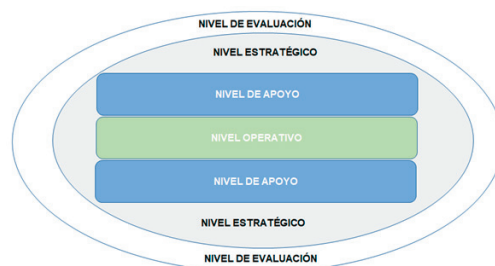 NIVEL DE EVALUACIÓN
NIVEL ESTRATÉGICO
NIVEL DE APOYO
NIVEL OPERATIVO
NIVEL DE APOYO
NIVEL ESTRATÉGICO
NIVEL DE EVALUACIÓN